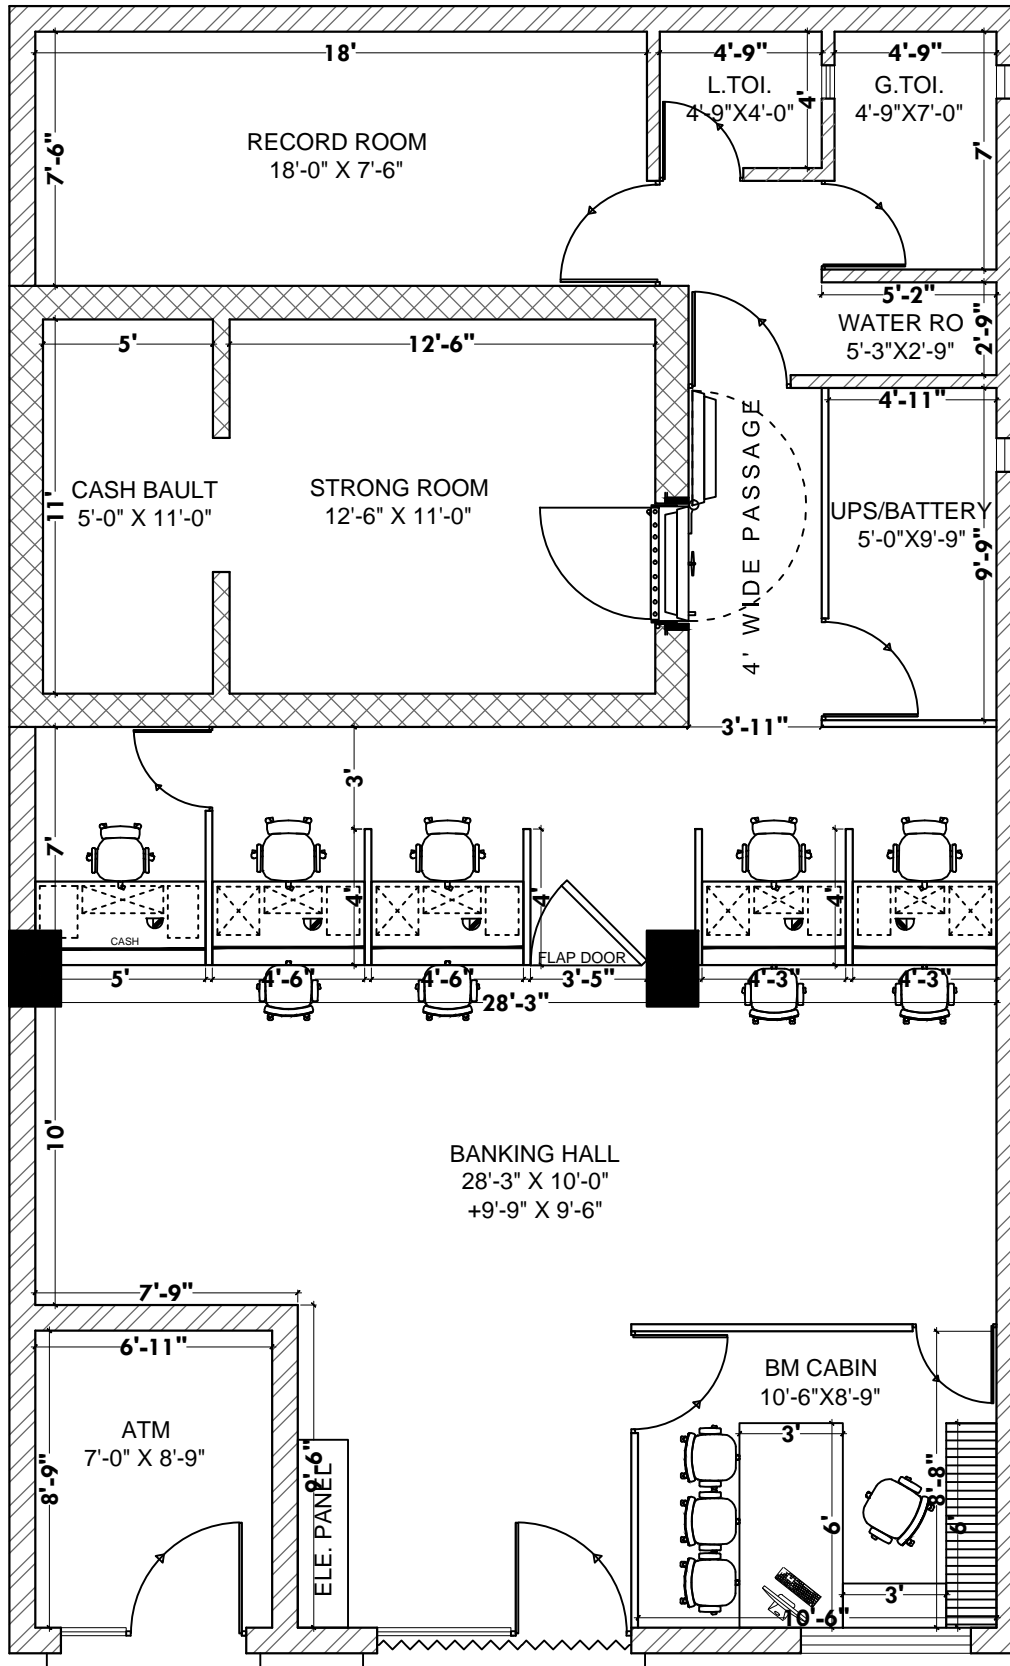 18'
4'-9"
4'-9"
L.TOI.
4'-9"X4'-0"
4'
G.TOI.
4'-9"X7'-0"
7'-6"
RECORD ROOM
18'-0" X 7'-6"
7'
5'-2"
WATER RO
5'-3"X2'-9"
2'-9"
5'
12'-6"
4'-11"
11'
CASH BAULT
5'-0" X 11'-0"
STRONG ROOM
12'-6" X 11'-0"
4' WIDE PASSAGE
UPS/BATTERY
5'-0"X9'-9"
9'-9"
3'-11"
3'
7'
4'
4'
4'
CASH
FLAP DOOR
5'
4'-6"
4'-6"
3'-5"
4'-3"
4'-3"
28'-3"
10'
BANKING HALL
28'-3" X 10'-0"
+9'-9" X 9'-6"
7'-9"
6'-11"
BM CABIN
10'-6"X8'-9"
ATM
7'-0" X 8'-9"
3'
8'-9"
9'-6"
ELE. PANEL
8'-8"
6'
6'
3'
10'-6"